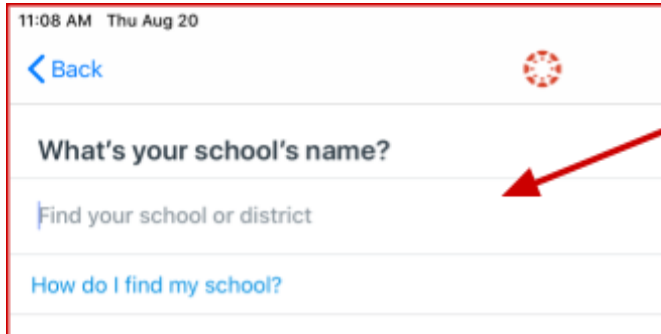 11:08 AM Thu Aug 20
Back
What's your school's name?
Find your school or district
How do I find my school?